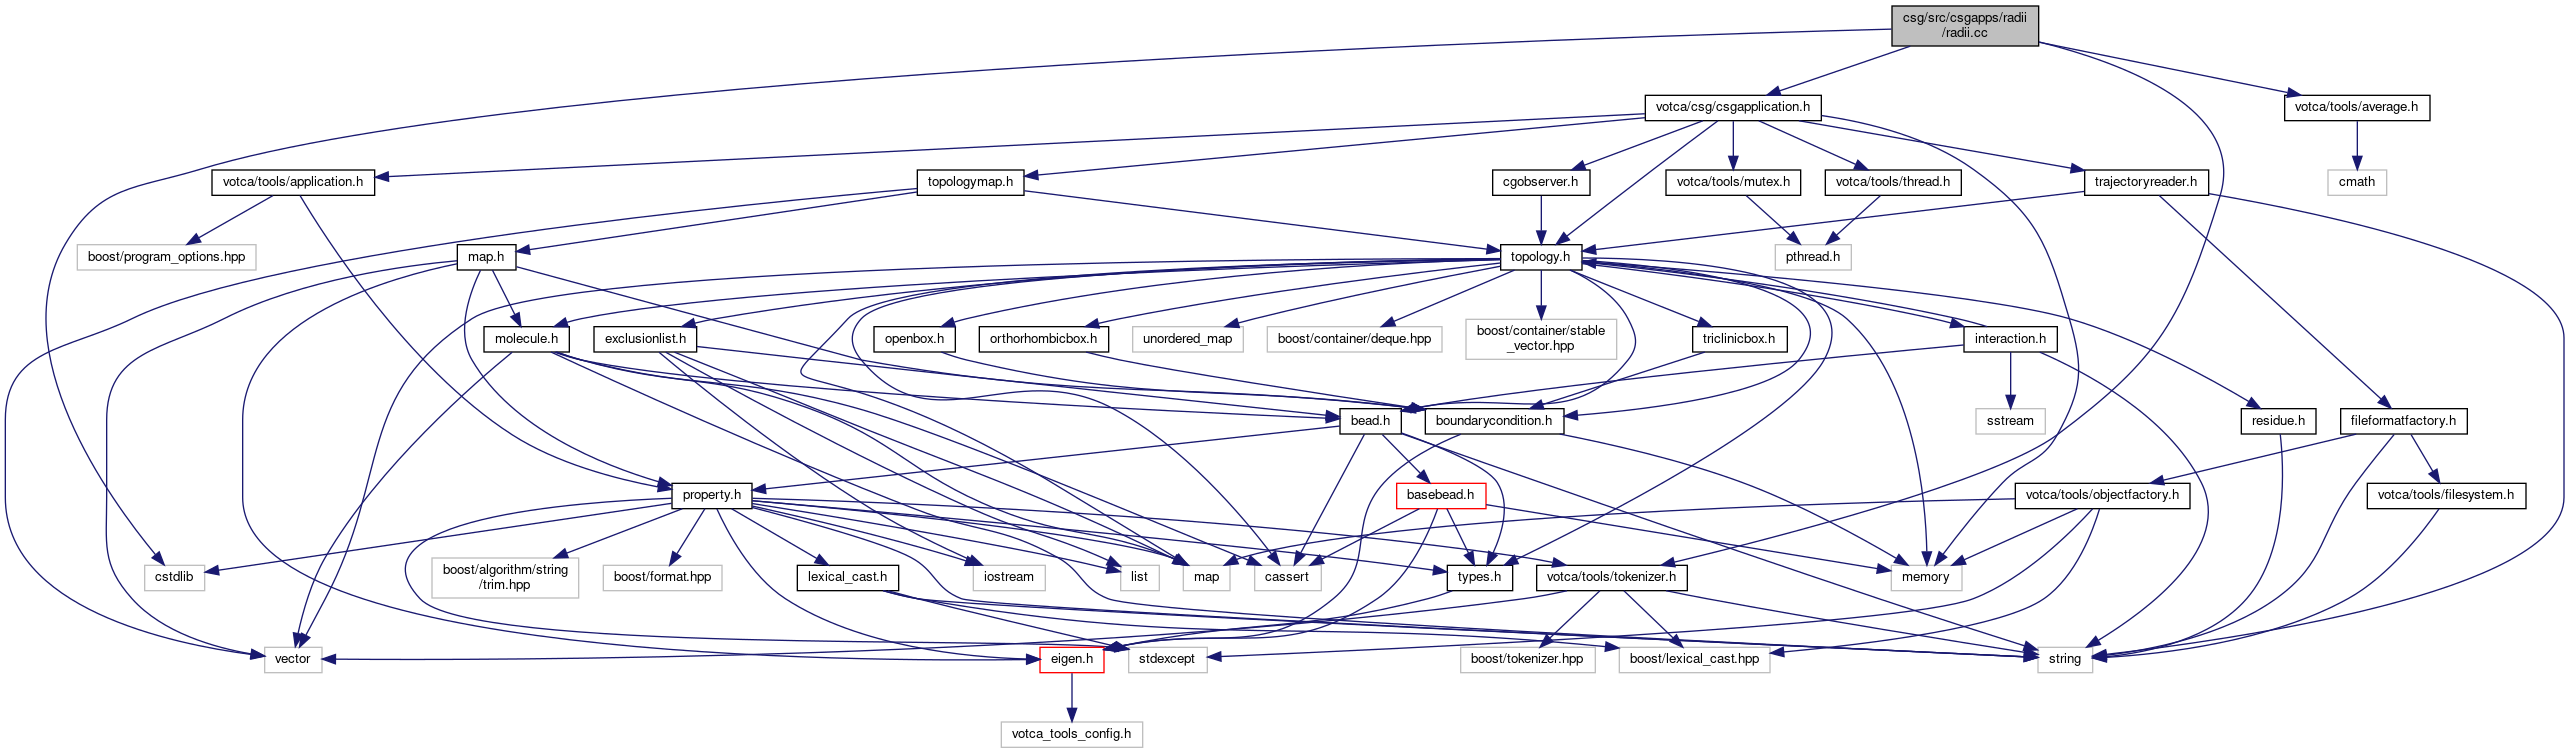 csg/src/csgapps/radii
/radii.cc
votca/csg/csgapplication.h
votca/tools/average.h
votca/tools/application.h
topologymap.h
cgobserver.h
votca/tools/mutex.h
votca/tools/thread.h
trajectoryreader.h
cmath
boost/program_options.hpp
map.h
topology.h
pthread.h
molecule.h
exclusionlist.h
openbox.h
orthorhombicbox.h
unordered_map
boost/container/deque.hpp
boost/container/stable
_vector.hpp
triclinicbox.h
interaction.h
bead.h
boundarycondition.h
sstream
residue.h
fileformatfactory.h
property.h
basebead.h
votca/tools/objectfactory.h
votca/tools/filesystem.h
cstdlib
boost/algorithm/string
/trim.hpp
boost/format.hpp
lexical_cast.h
iostream
list
map
cassert
types.h
votca/tools/tokenizer.h
memory
vector
eigen.h
stdexcept
boost/tokenizer.hpp
boost/lexical_cast.hpp
string
votca_tools_config.h